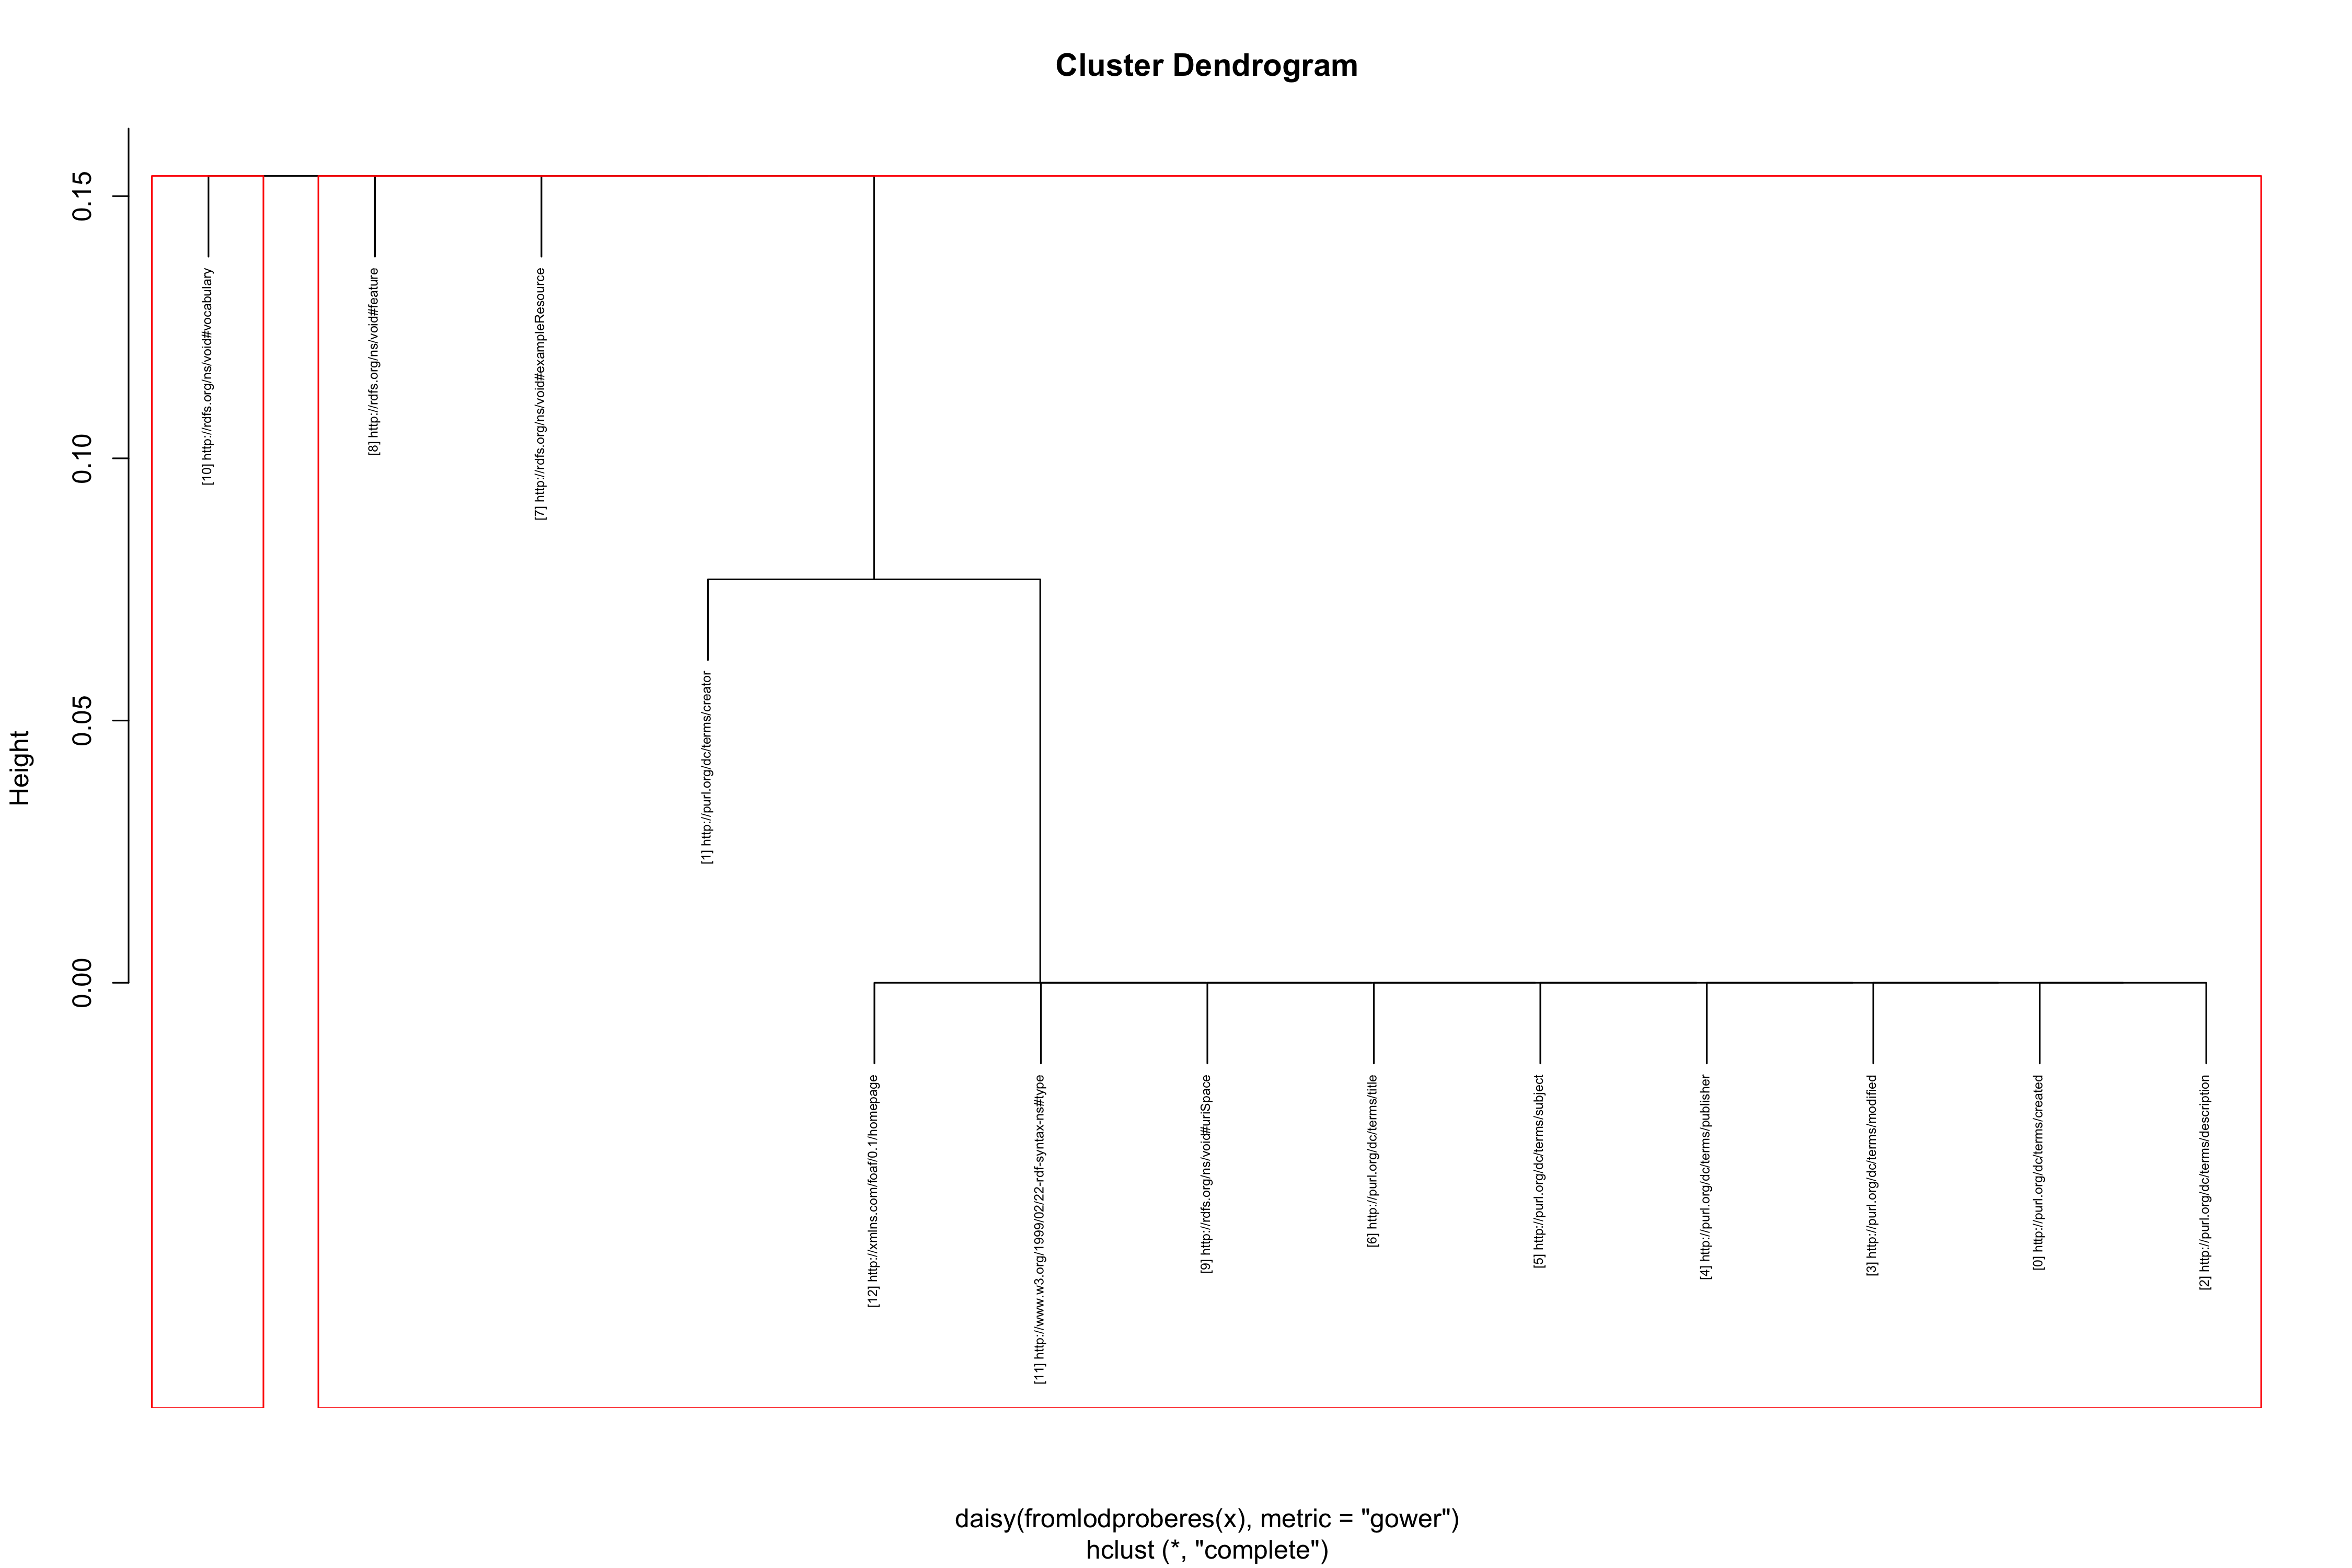 Cluster Dendrogram
Height
0.15
0.10
0.05
0.00
[10] http://rdfs.org/ns/void#vocabulary
[8] http://rdfs.org/ns/void#feature
[7] http://rdfs.org/ns/void#exampleResource
[1] http://purl.org/dc/terms/creator
[12] http://xmlns.com/foaf/0.1/homepage
[11] http://www.w3.org/1999/02/22-rdf-syntax-ns#type
[9] http://rdfs.org/ns/void#uriSpace
[6] http://purl.org/dc/terms/title
[5] http://purl.org/dc/terms/subject
[4] http://purl.org/dc/terms/publisher
[3] http://purl.org/dc/terms/modified
[0] http://purl.org/dc/terms/created
[2] http://purl.org/dc/terms/description
daisy(fromlodproberes(x), metric = "gower")
hclust (*, "complete")